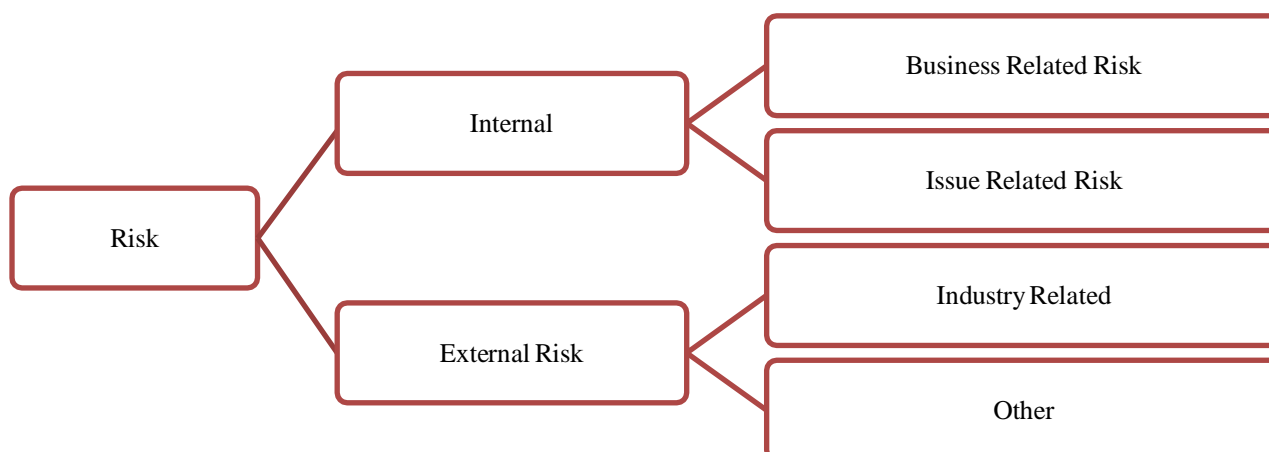 Risk
Internal
Business Related Risk
Issue Related Risk
External Risk
Industry Related
Other